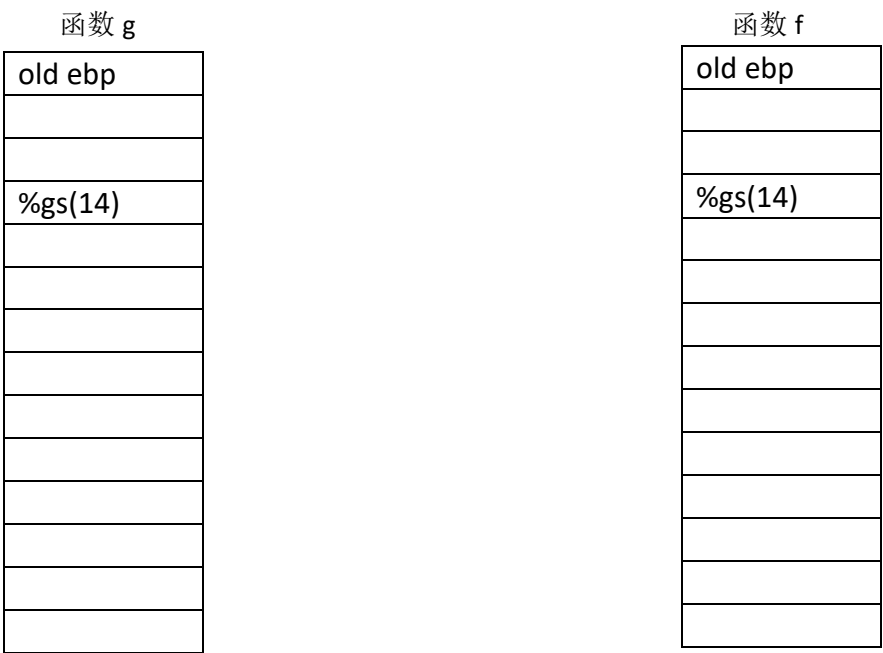 函数 g
old ebp
%gs(14)
函数 f
old ebp
%gs(14)